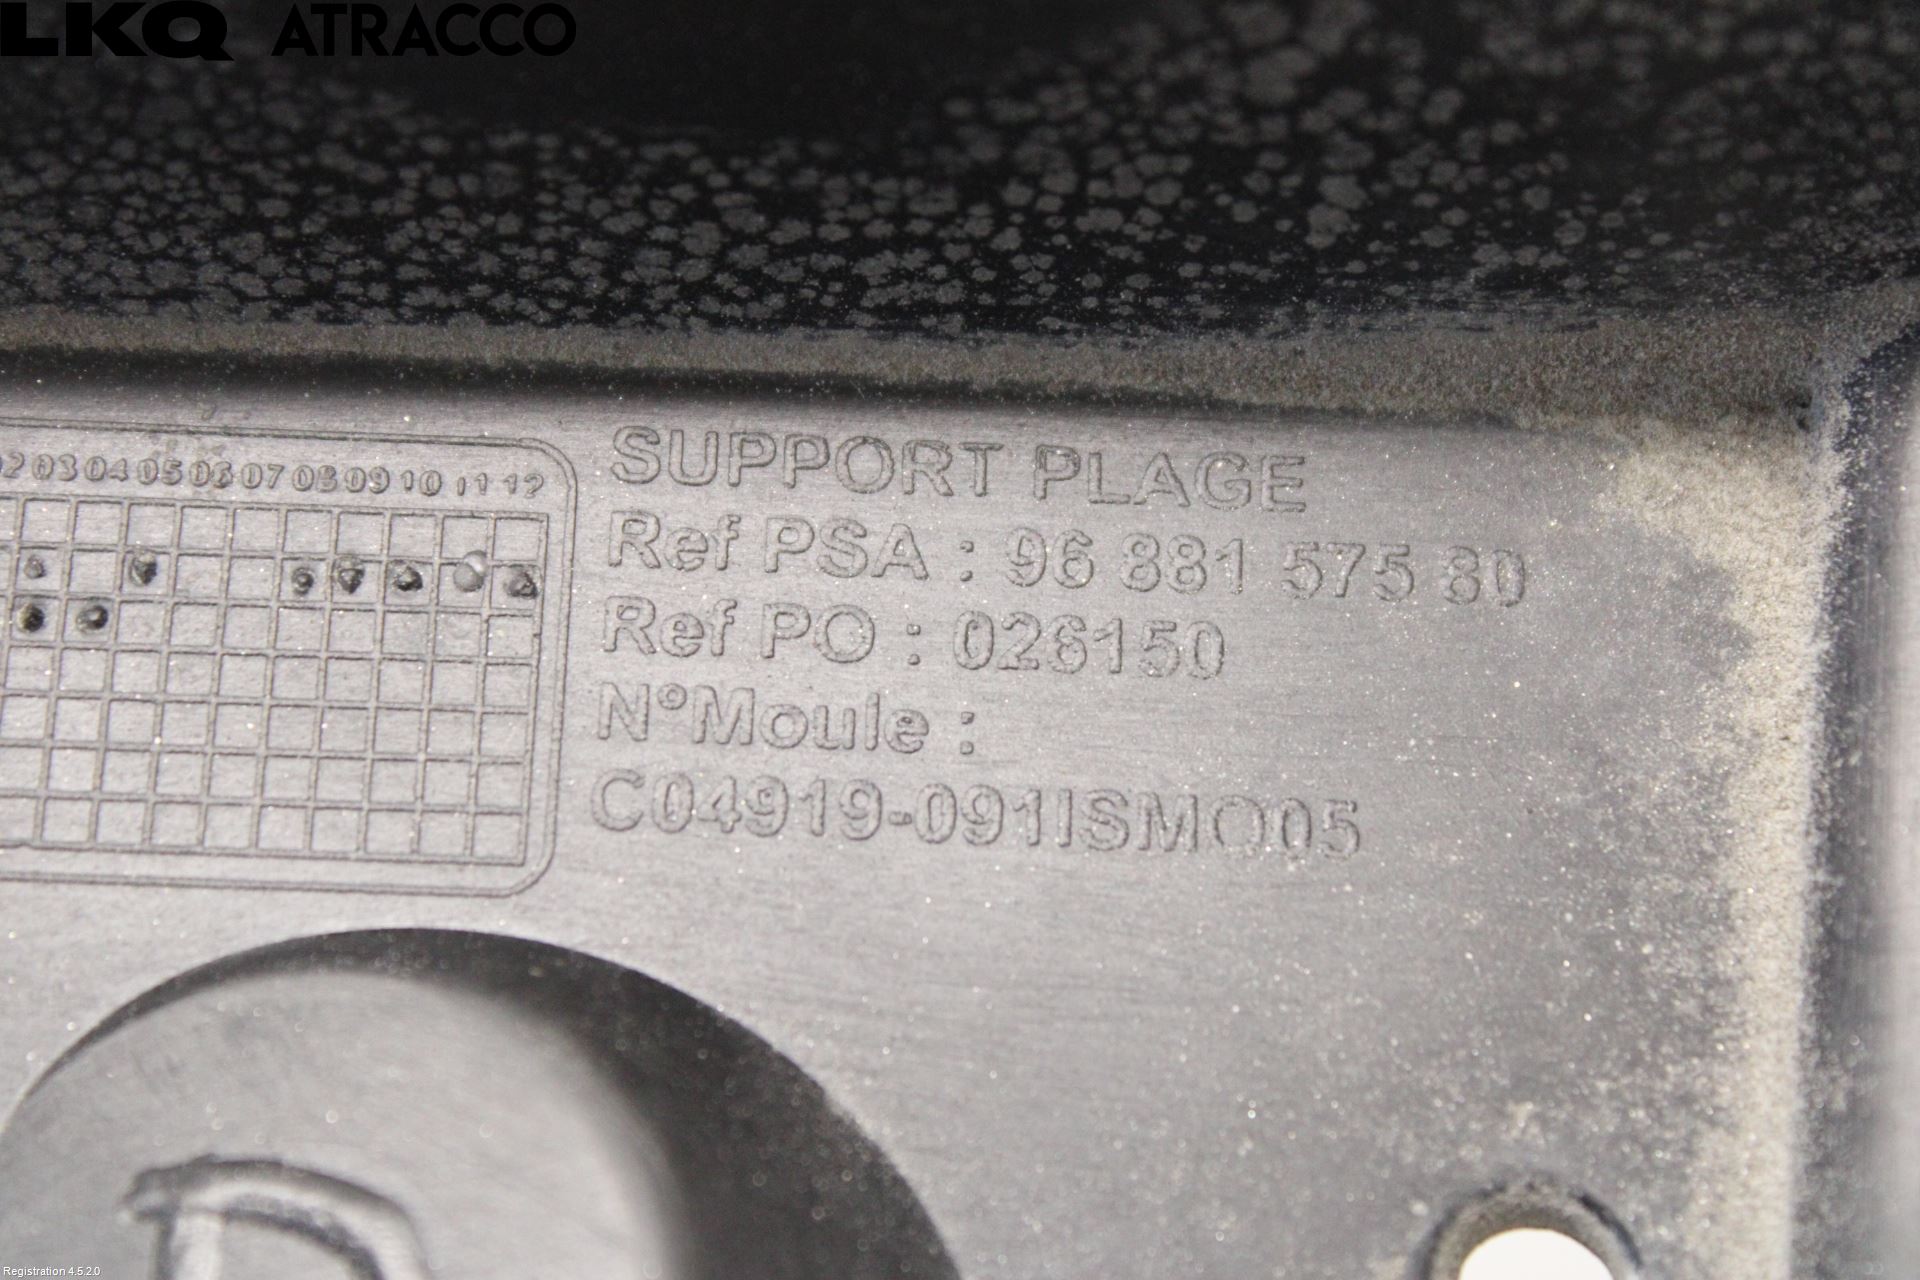 LKQ ATRACCO
02 03 04 05 06 07 08 09 10 11 12
SUPPORT PLAGE
Ref PSA : 96 881 575 80
Ref PO : 026150
N°Moule :
C04919-091ISMO05
Registration 4.5.2.0